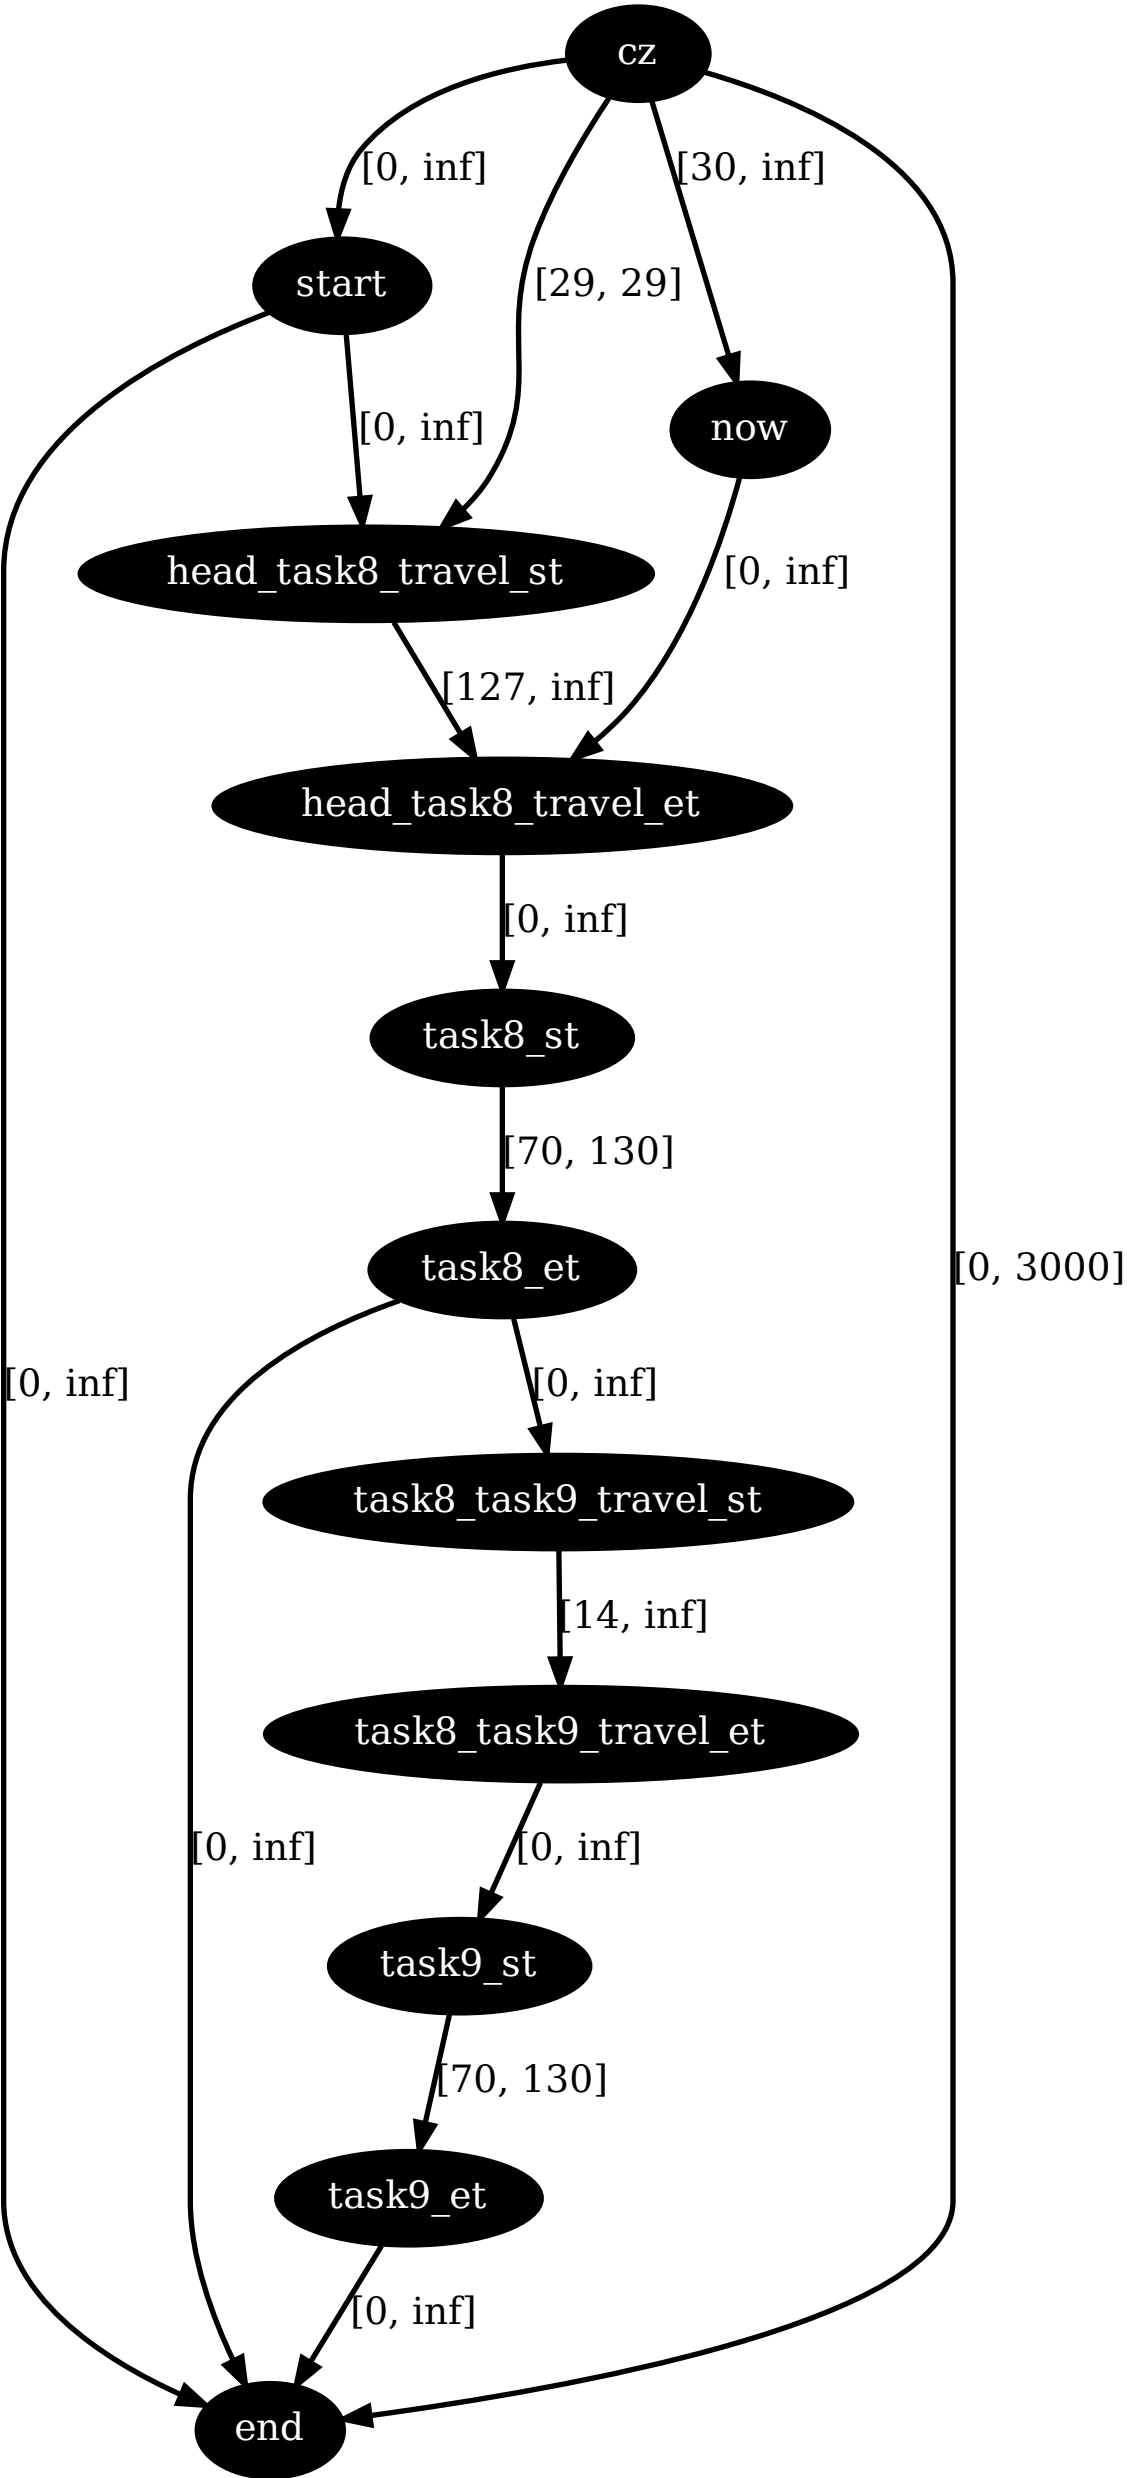 cz
[0, inf]
[30, inf]
start
[29, 29]
[0, inf]
now
head_task8_travel_st
[0, inf]
[127, inf]
head_task8_travel_et
[0, inf]
task8_st
[70, 130]
task8_et
[0, 3000]
[0, inf]
[0, inf]
task8_task9_travel_st
[14, inf]
task8_task9_travel_et
[0, inf]
[0, inf]
task9_st
[70, 130]
task9_et
[0, inf]
end